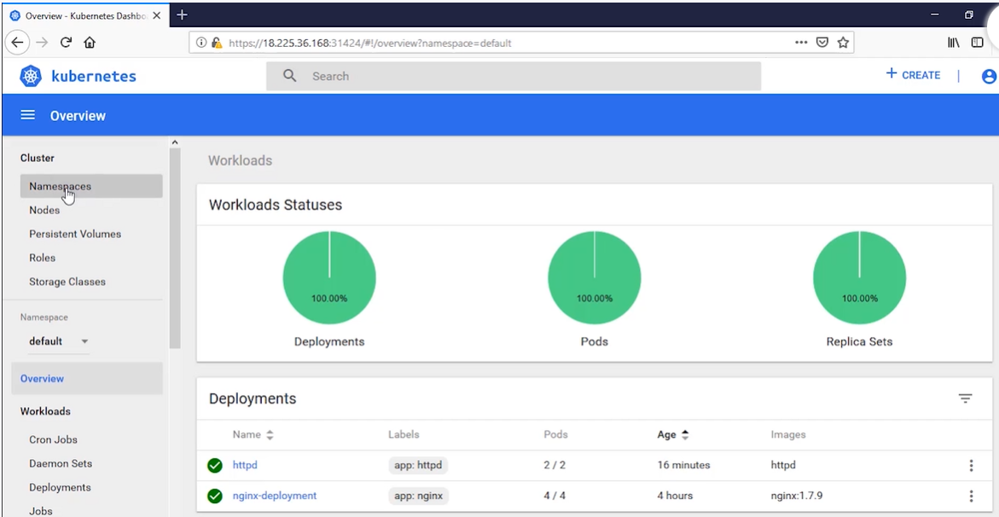 Overview - Kubernetes Dashbo
https://18.225.36.168:31424/#!/overview?namespace=default
kubernetes
Search
+ CREATE
Overview
Cluster
Namespaces
Nodes
Persistent Volumes
Roles
Storage Classes
Namespace
default
Overview
Workloads
Cron Jobs
Daemon Sets
Deployments
Jobs
Workloads
Workloads Statuses
100.00% 100.00% 100.00%
Deployments Pods Replica Sets
Deployments
Name Labels Pods Age Images
httpd app: httpd 2 / 2 16 minutes httpd
nginx-deployment app: nginx 4 / 4 4 hours nginx:1.7.9